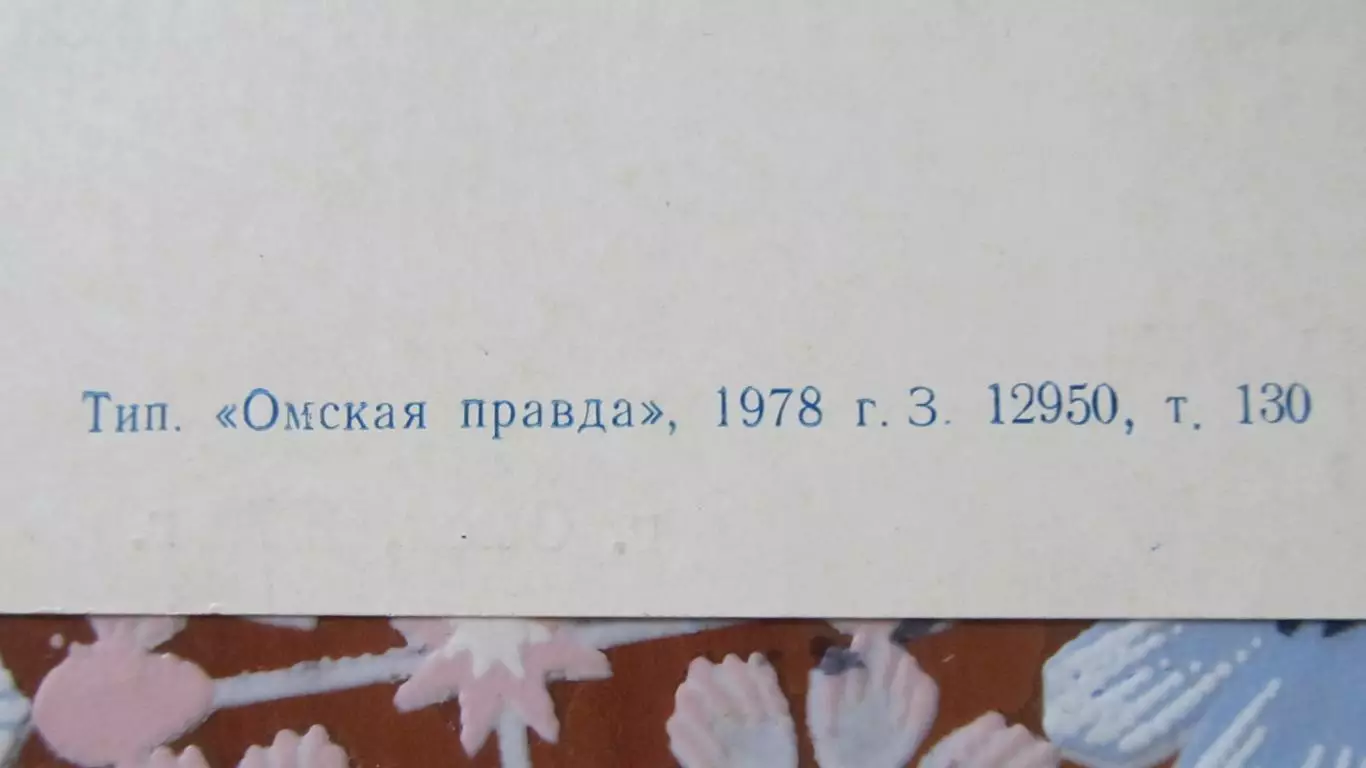 Тип. «Омская правда», 1978 г. З. 12950, т. 130